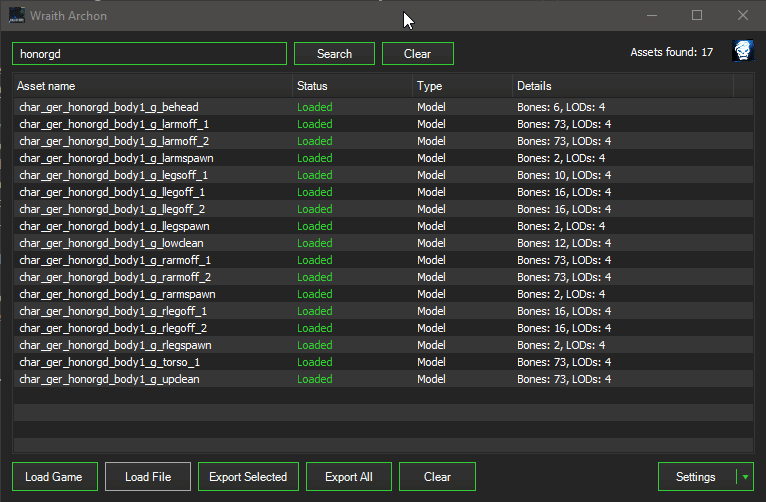 Wraith Archon
honorgd Search Clear Assets found: 17
Asset name Status Type Details
char_ger_honorgd_body1_g_behead Loaded Model Bones: 6, LODs: 4
char_ger_honorgd_body1_g_larmoff_1 Loaded Model Bones: 73, LODs: 4
char_ger_honorgd_body1_g_larmoff_2 Loaded Model Bones: 73, LODs: 4
char_ger_honorgd_body1_g_larmspawn Loaded Model Bones: 2, LODs: 4
char_ger_honorgd_body1_g_legsoff_1 Loaded Model Bones: 10, LODs: 4
char_ger_honorgd_body1_g_llegoff_1 Loaded Model Bones: 16, LODs: 4
char_ger_honorgd_body1_g_llegoff_2 Loaded Model Bones: 16, LODs: 4
char_ger_honorgd_body1_g_llegspawn Loaded Model Bones: 2, LODs: 4
char_ger_honorgd_body1_g_lowclean Loaded Model Bones: 12, LODs: 4
char_ger_honorgd_body1_g_rarmoff_1 Loaded Model Bones: 73, LODs: 4
char_ger_honorgd_body1_g_rarmoff_2 Loaded Model Bones: 73, LODs: 4
char_ger_honorgd_body1_g_rarmspawn Loaded Model Bones: 2, LODs: 4
char_ger_honorgd_body1_g_rlegoff_1 Loaded Model Bones: 16, LODs: 4
char_ger_honorgd_body1_g_rlegoff_2 Loaded Model Bones: 16, LODs: 4
char_ger_honorgd_body1_g_rlegspawn Loaded Model Bones: 2, LODs: 4
char_ger_honorgd_body1_g_torso_1 Loaded Model Bones: 73, LODs: 4
char_ger_honorgd_body1_g_upclean Loaded Model Bones: 73, LODs: 4
Load Game Load File Export Selected Export All Clear Settings